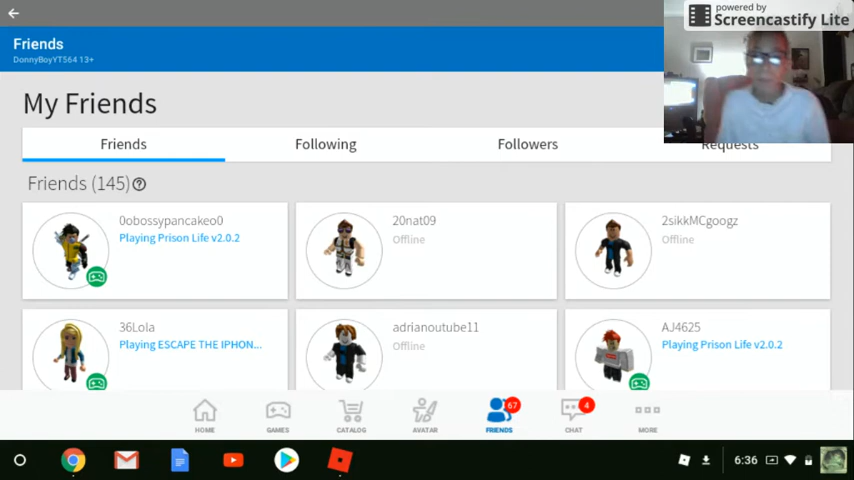 powered by
Screencastify Lite
Friends
DonnyBoyYT564 13+
My Friends
Friends
Following
Followers
Requests
Friends (145)
0obossypancakeo0
Playing Prison Life v2.0.2
20nat09
Offline
2sikkMCgoogz
Offline
36Lola
Playing ESCAPE THE IPHON...
adrianoutube11
Offline
AJ4625
Playing Prison Life v2.0.2
67
4
HOME
GAMES
CATALOG
AVATAR
FRIENDS
CHAT
MORE
6:36